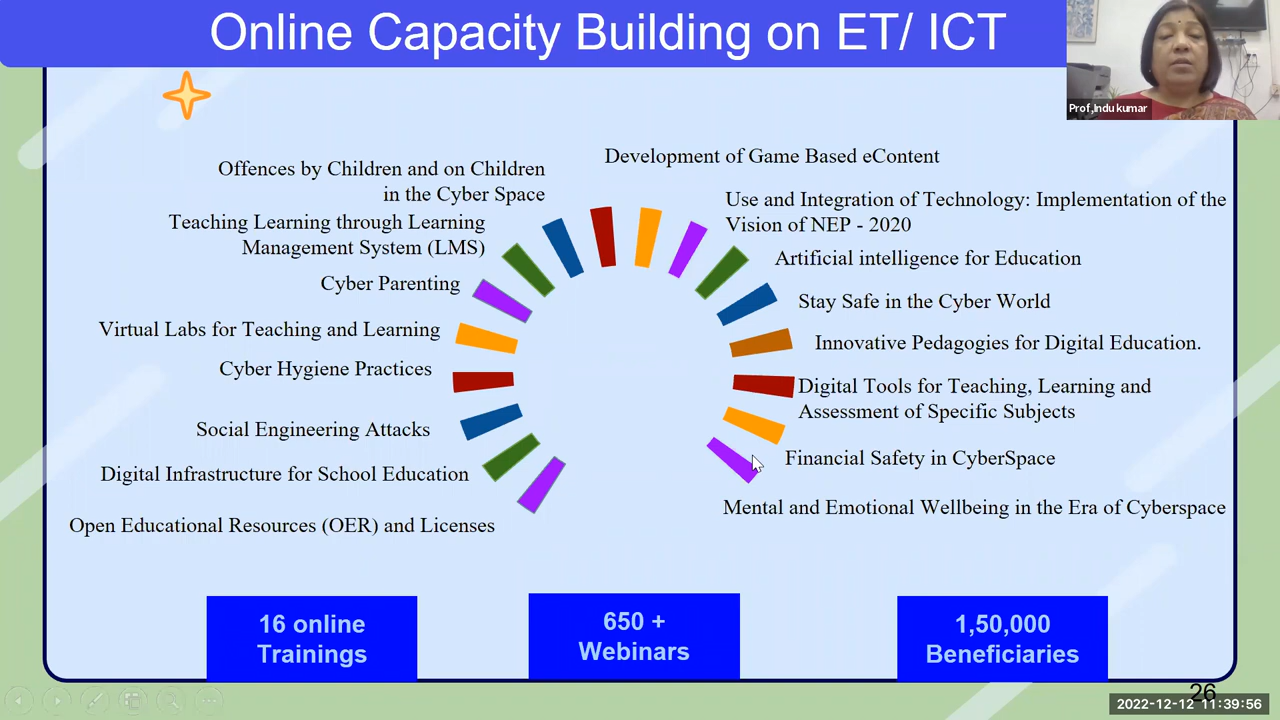 Online Capacity Building on ET/ ICT
Prof,Indu kumar
Offences by Children and on Children
in the Cyber Space
Teaching Learning through Learning
Management System (LMS)
Cyber Parenting
Virtual Labs for Teaching and Learning
Cyber Hygiene Practices
Social Engineering Attacks
Digital Infrastructure for School Education
Open Educational Resources (OER) and Licenses
Development of Game Based eContent
Use and Integration of Technology: Implementation of the
Vision of NEP - 2020
Artificial intelligence for Education
Stay Safe in the Cyber World
Innovative Pedagogies for Digital Education.
Digital Tools for Teaching, Learning and
Assessment of Specific Subjects
Financial Safety in CyberSpace
Mental and Emotional Wellbeing in the Era of Cyberspace
16 online
Trainings
650 +
Webinars
1,50,000
Beneficiaries
26
2022-12-12 11:39:56